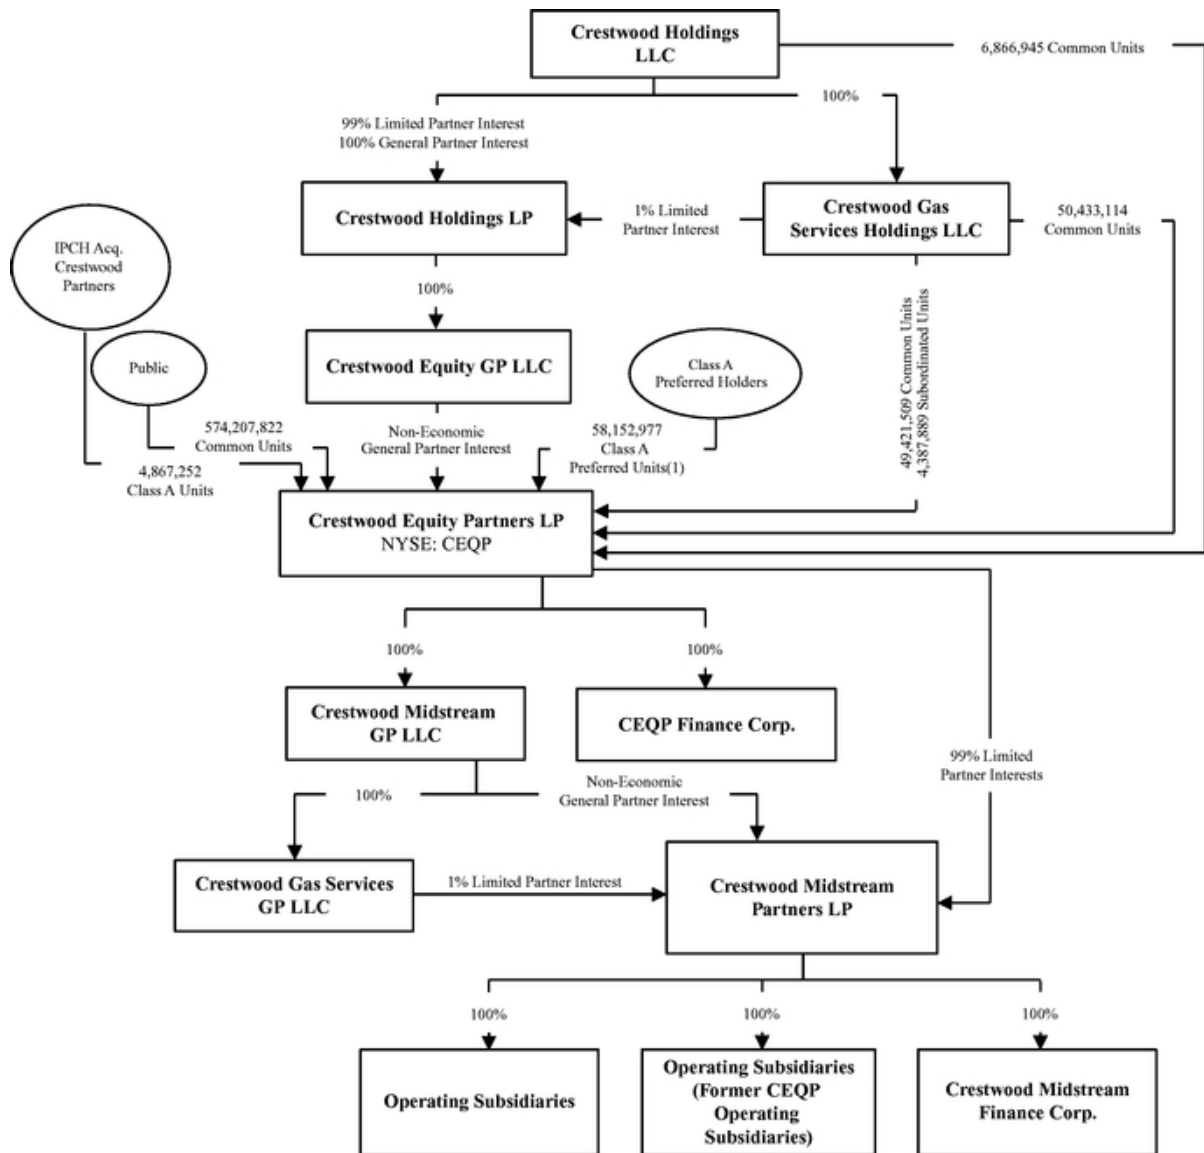 Crestwood Holdings
LLC
6,866,945 Common Units
100%
99% Limited Partner Interest
100% General Partner Interest
Crestwood Holdings LP
1% Limited
Partner Interest
Crestwood Gas
Services Holdings LLC
50,433,114
Common Units
IPCH Acq.
Crestwood
Partners
100%
Public
Crestwood Equity GP LLC
Class A
Preferred Holders
49,421,509 Common Units
4,387,889 Subordinated Units
574,207,822
Common Units
Non-Economic
General Partner Interest
58,152,977
Class A
Preferred Units(1)
4,867,252
Class A Units
Crestwood Equity Partners LP
NYSE: CEQP
100%
100%
Crestwood Midstream
GP LLC
CEQP Finance Corp.
99% Limited
Partner Interests
100%
Non-Economic
General Partner Interest
Crestwood Gas Services
GP LLC
1% Limited Partner Interest
Crestwood Midstream
Partners LP
100%
100%
100%
Operating Subsidiaries
Operating Subsidiaries
(Former CEQP
Operating
Subsidiaries)
Crestwood Midstream
Finance Corp.